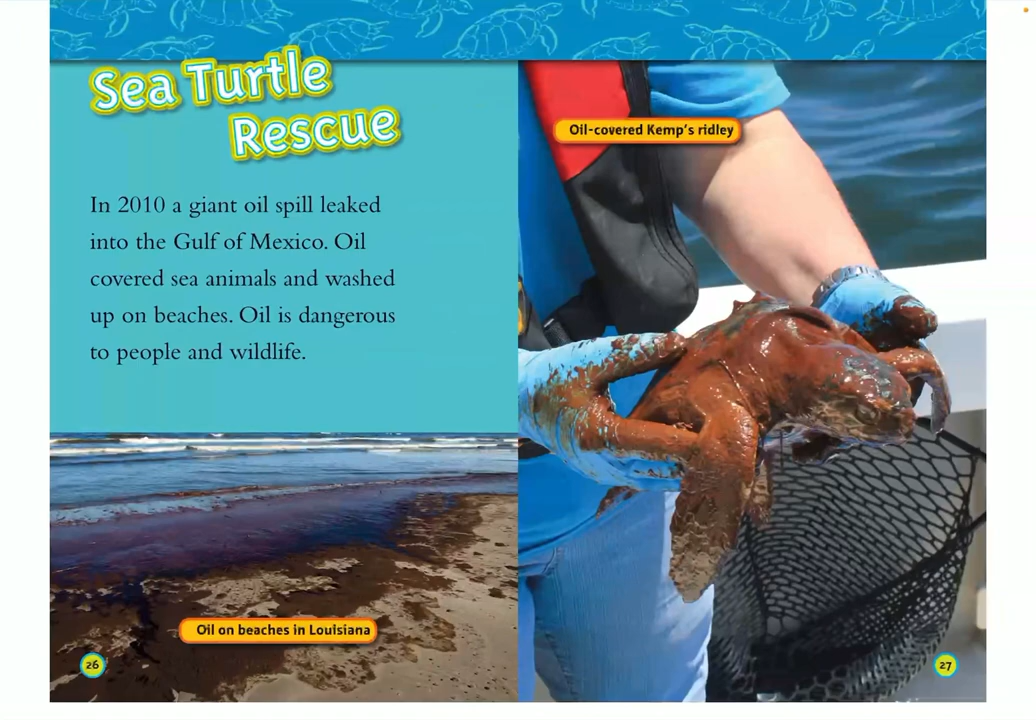 Sea Turtle
Rescue
In 2010 a giant oil spill leaked
into the Gulf of Mexico. Oil
covered sea animals and washed
up on beaches. Oil is dangerous
to people and wildlife.
Oil on beaches in Louisiana
26
Oil-covered Kemp's ridley
27